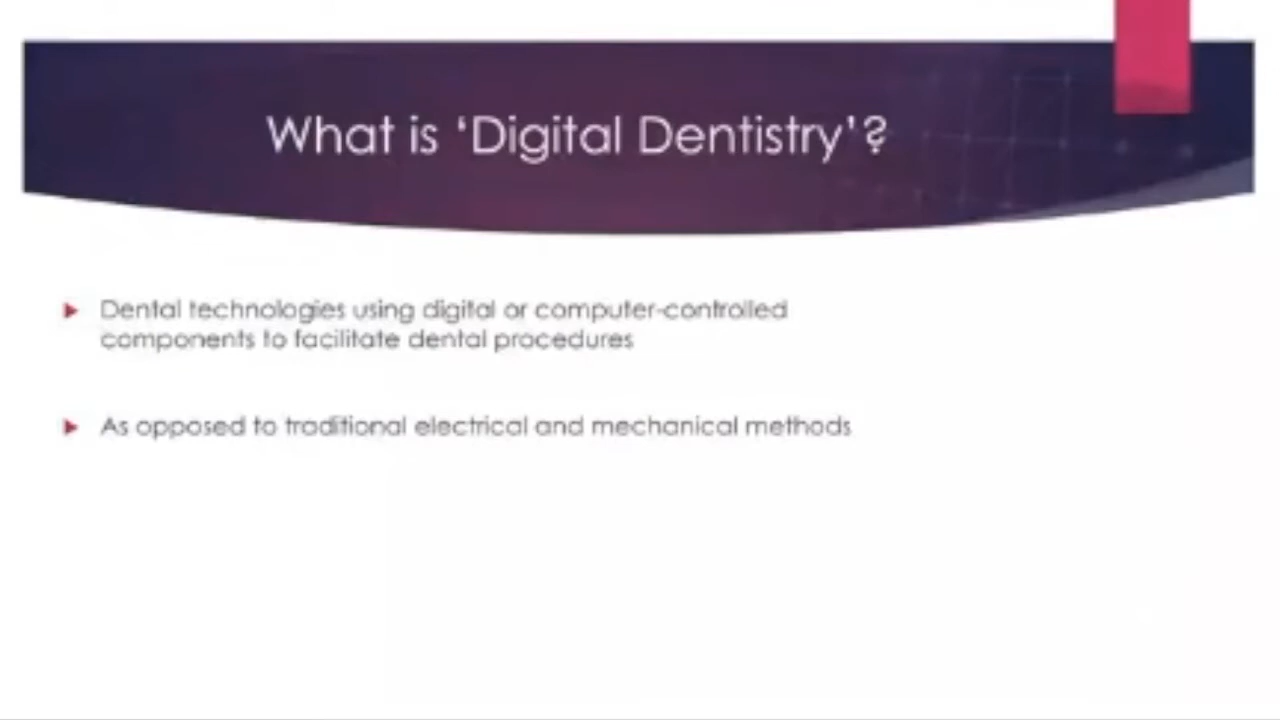 What is ‘Digital Dentistry’?
Dental technologies using digital or computer-controlled
components to facilitate dental procedures
As opposed to traditional electrical and mechanical methods